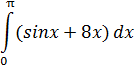 ∫₀^π (sinx + 8x) dx